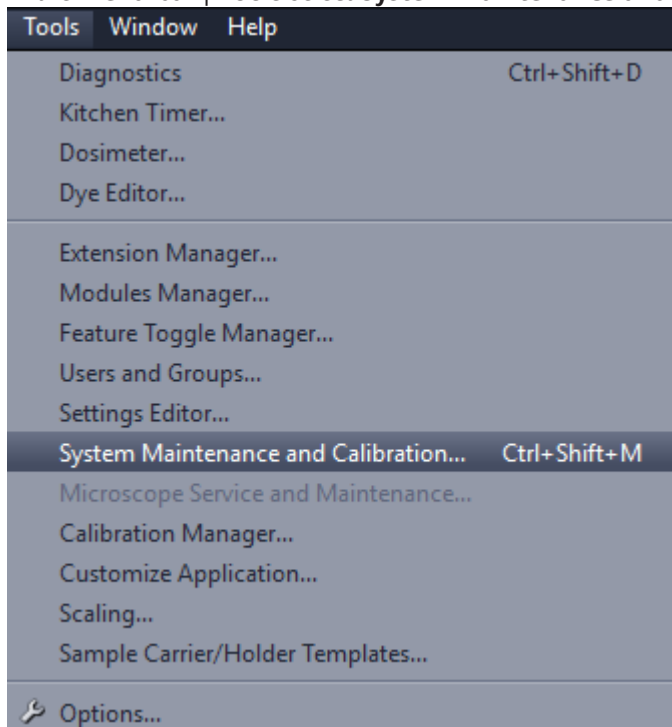 Tools Window Help
Diagnostics Ctrl+Shift+D
Kitchen Timer...
Dosimeter...
Dye Editor...
Extension Manager...
Modules Manager...
Feature Toggle Manager...
Users and Groups...
Settings Editor...
System Maintenance and Calibration... Ctrl+Shift+M
Microscope Service and Maintenance...
Calibration Manager...
Customize Application...
Scaling...
Sample Carrier/Holder Templates...
Options...